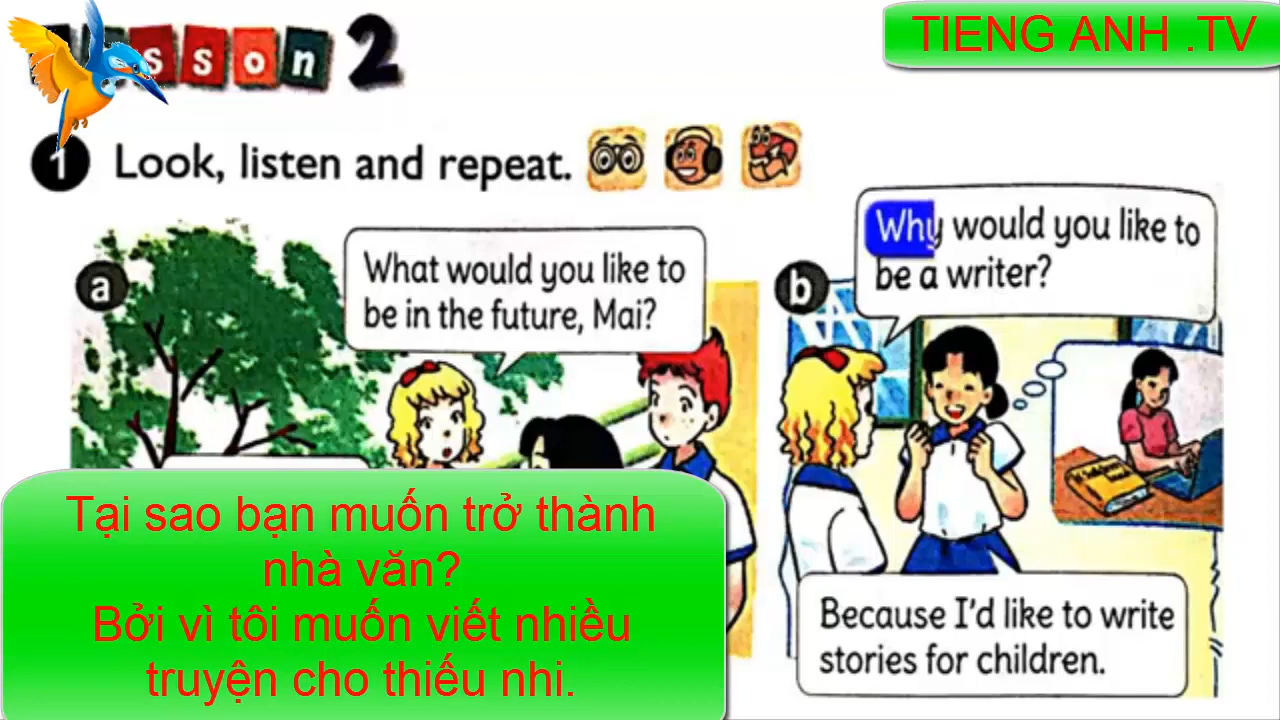 sson 2
TIENG ANH .TV
1 Look, listen and repeat.
a
What would you like to
be in the future, Mai?
b
Why would you like to
be a writer?
Because I'd like to write
stories for children.
Tại sao bạn muốn trở thành
nhà văn?
Bởi vì tôi muốn viết nhiều
truyện cho thiếu nhi.